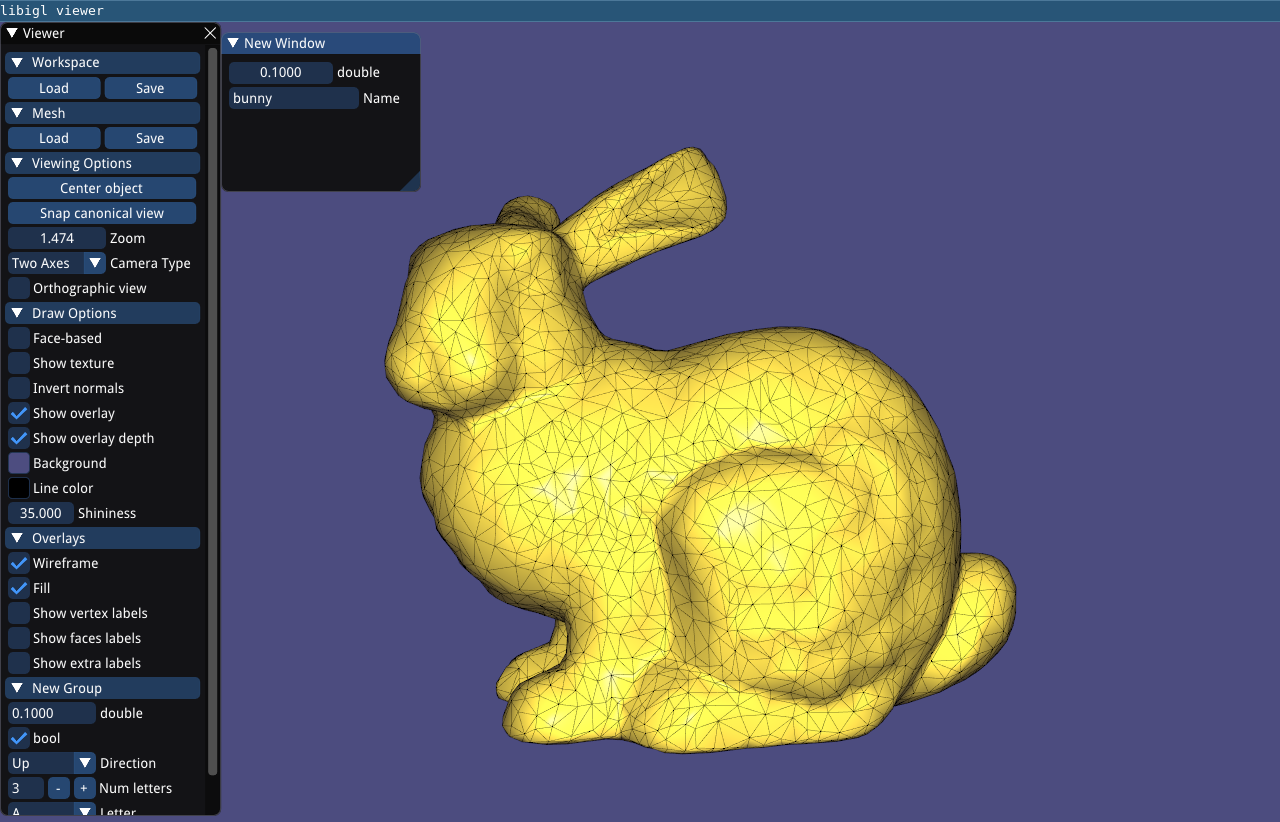 libigl viewer
Viewer
Workspace
Load Save
Mesh
Load Save
Viewing Options
Center object
Snap canonical view
1.474 Zoom
Two Axes Camera Type
Orthographic view
Draw Options
Face-based
Show texture
Invert normals
Show overlay
Show overlay depth
Background
Line color
35.000 Shininess
Overlays
Wireframe
Fill
Show vertex labels
Show faces labels
Show extra labels
New Group
0.1000 double
bool
Up Direction
3 - + Num letters
A Letter
New Window
0.1000 double
bunny Name